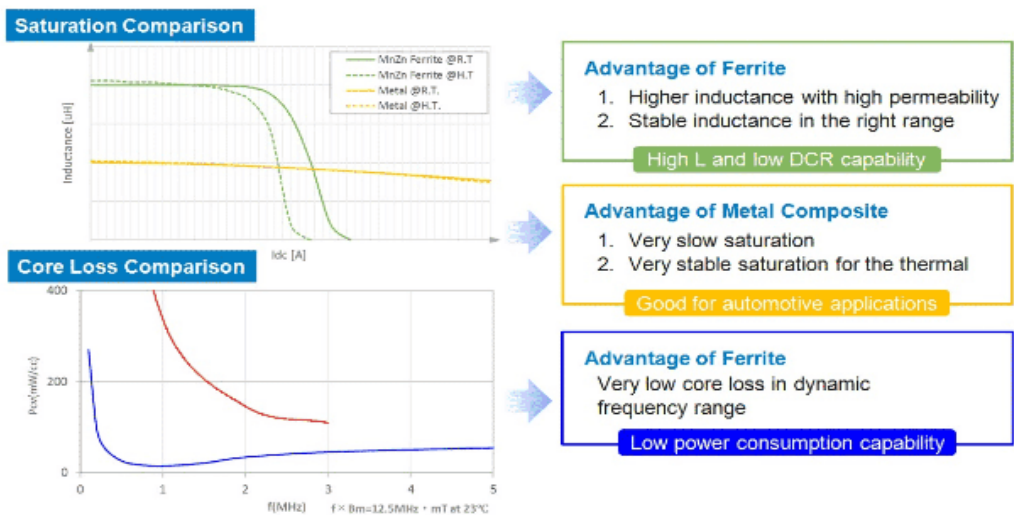 Saturation Comparison
MnZn Ferrite @R.T
MnZn Ferrite @H.T
Metal @R.T.
Metal @H.T.
Inductance [uH]
Idc [A]
Advantage of Ferrite
1. Higher inductance with high permeability
2. Stable inductance in the right range
High L and low DCR capability
Advantage of Metal Composite
1. Very slow saturation
2. Very stable saturation for the thermal
Good for automotive applications
Core Loss Comparison
400
200
0
Pcv(mW/cc)
0 1 2 3 4 5
f(MHz)
f× Bm=12.5MHz・mT at 23℃
Advantage of Ferrite
Very low core loss in dynamic
frequency range
Low power consumption capability